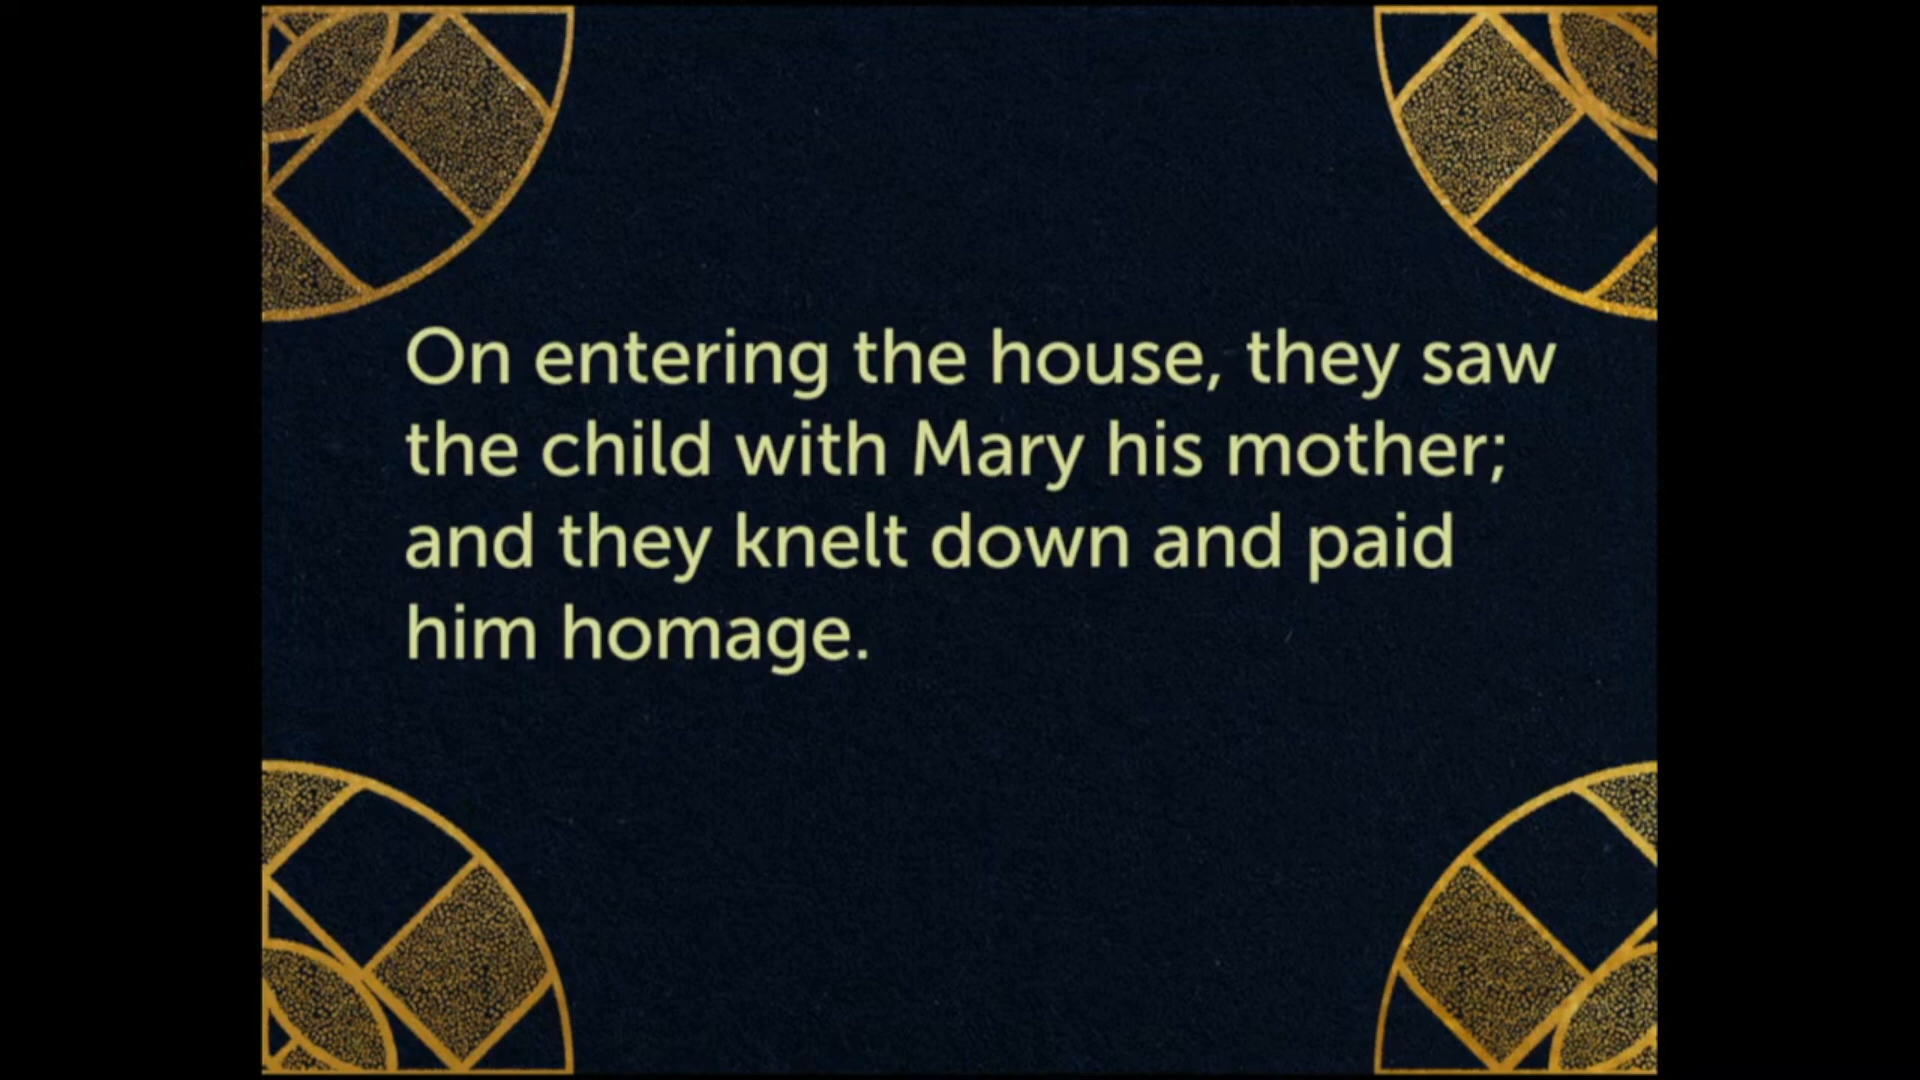 On entering the house, they saw
the child with Mary his mother;
and they knelt down and paid
him homage.